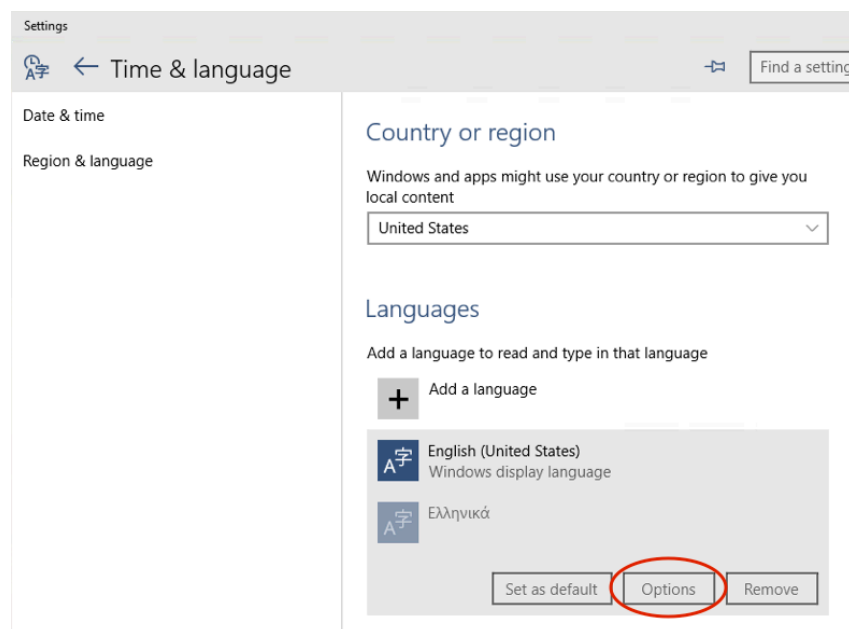 Settings
Time & language
Find a setting
Date & time
Region & language
Country or region
Windows and apps might use your country or region to give you
local content
United States
Languages
Add a language to read and type in that language
Add a language
English (United States)
Windows display language
Ελληνικά
Set as default
Options
Remove